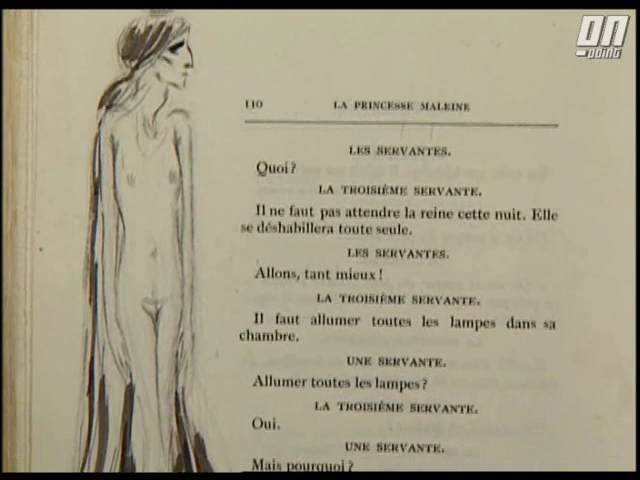 ON
point
110 LA PRINCESSE MALEINE
LES SERVANTES.
Quoi?
LA TROISIÈME SERVANTE.
Il ne faut pas attendre la reine cette nuit. Elle
se déshabillera toute seule.
LES SERVANTES.
Allons, tant mieux!
LA TROISIÈME SERVANTE.
Il faut allumer toutes les lampes dans sa
chambre.
UNE SERVANTE.
Allumer toutes les lampes?
LA TROISIÈME SERVANTE.
Oui.
UNE SERVANTE.
Mais pourquoi?